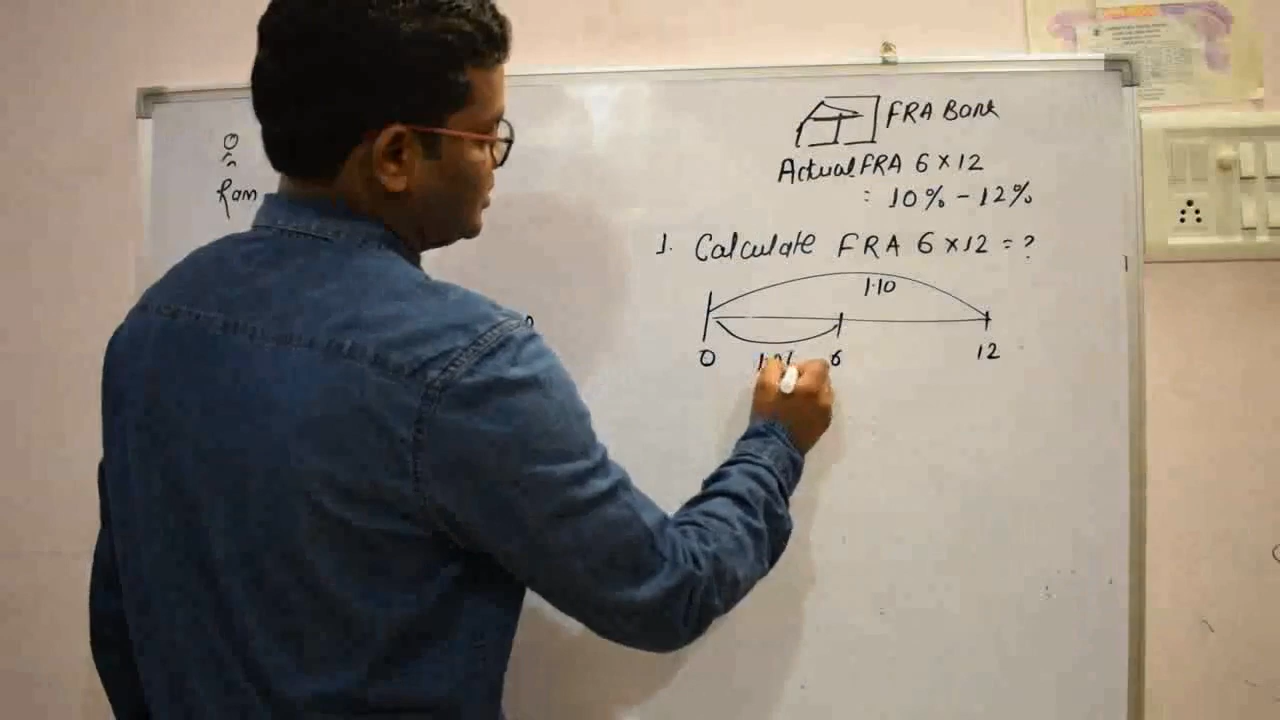 FRA Bank
Actual FRA 6 × 12
: 10% - 12%
Ram
1. Calculate FRA 6 × 12 = ?
1.10
0
6
12